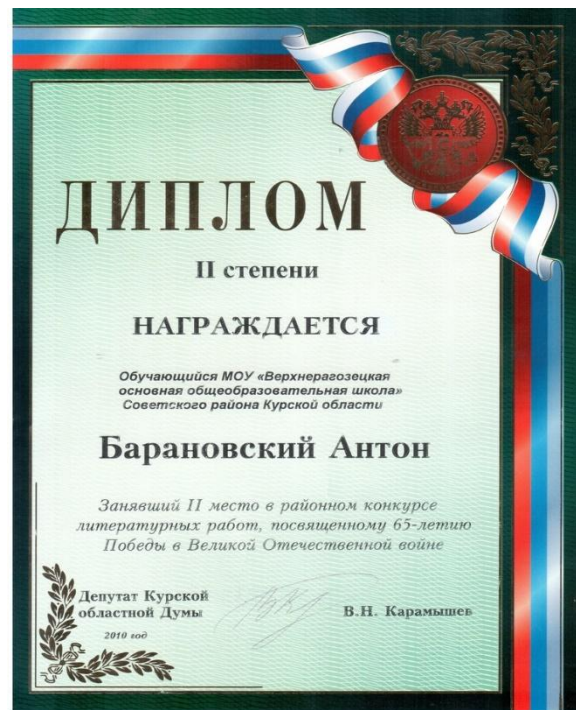 ДИПЛОМ
II степени
НАГРАЖДАЕТСЯ
Обучающийся МОУ «Верхнерагозецкая
основная общеобразовательная школа»
Советского района Курской области
Барановский Антон
Занявший II место в районном конкурсе
литературных работ, посвященному 65-летию
Победы в Великой Отечественной войне
Депутат Курской
областной Думы
В.Н. Карамышев
2010 год